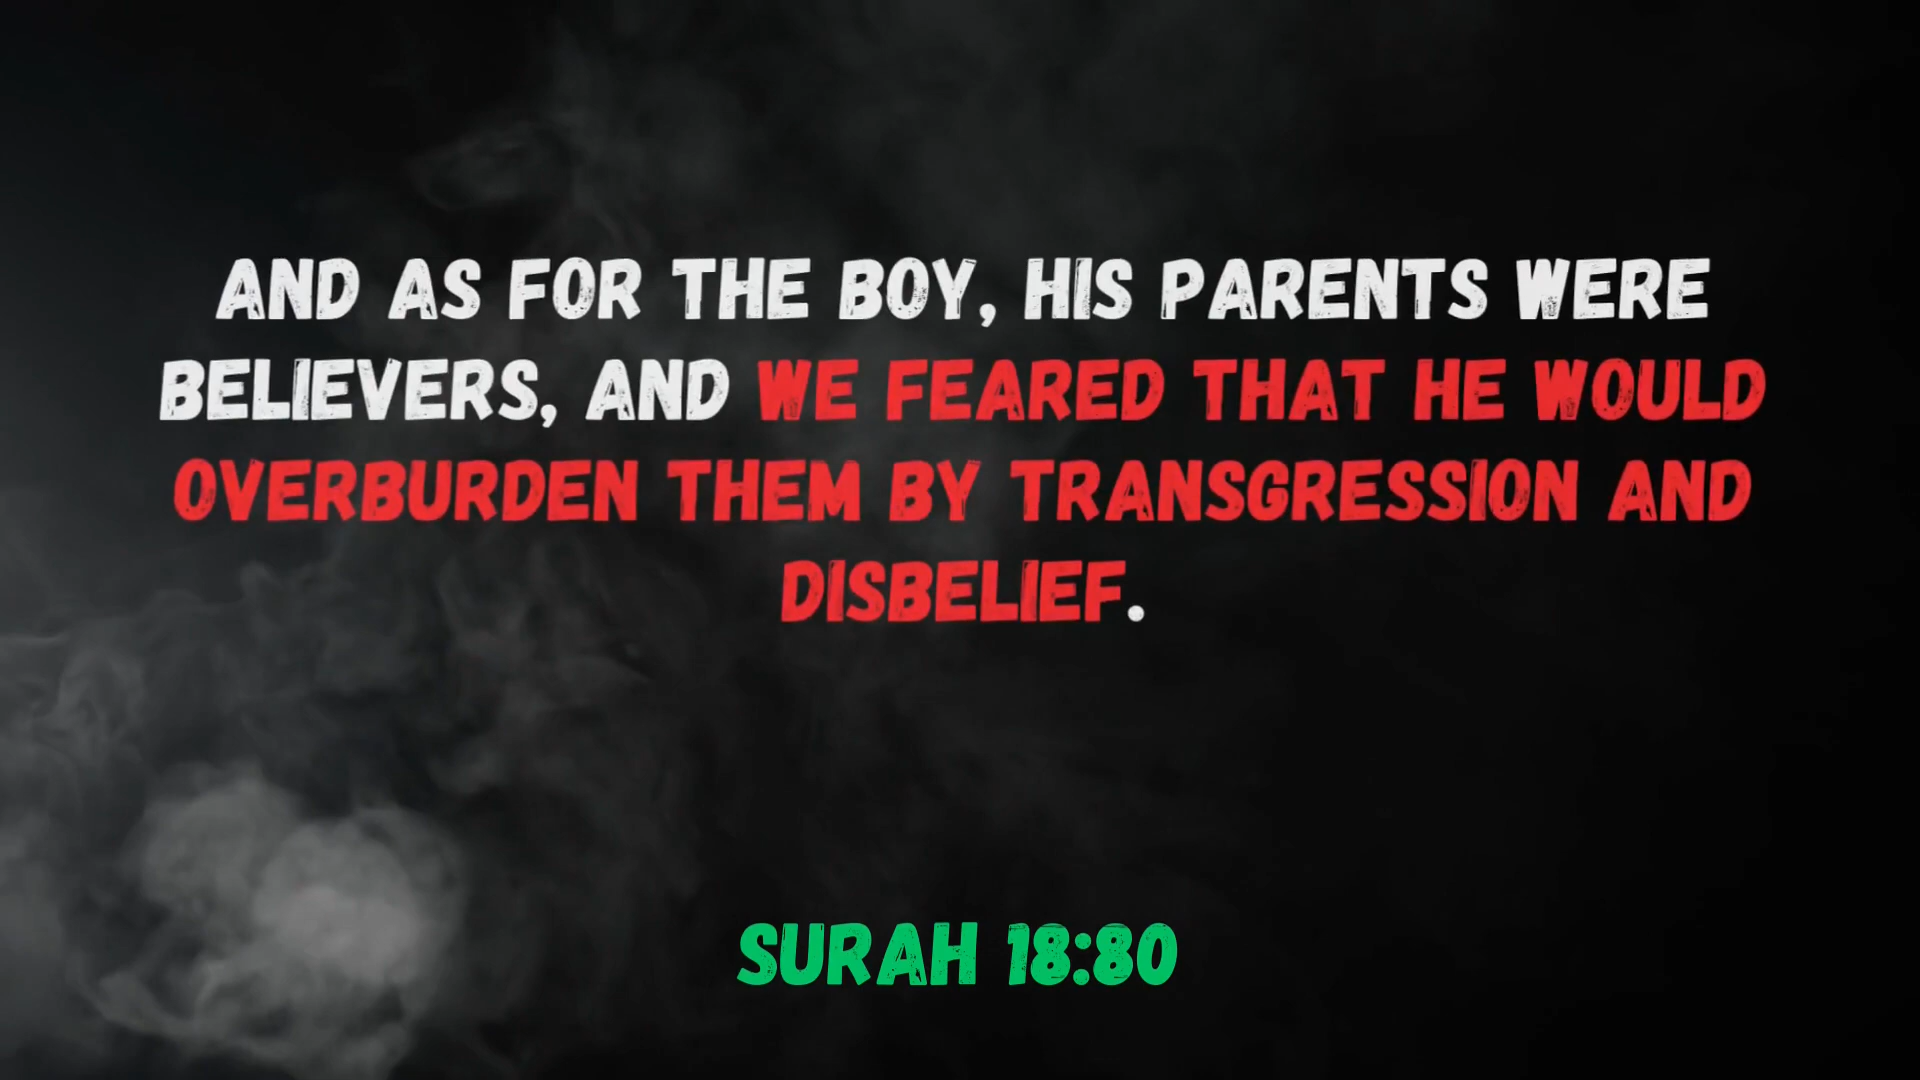 AND AS FOR THE BOY, HIS PARENTS WERE
BELIEVERS, AND WE FEARED THAT HE WOULD
OVERBURDEN THEM BY TRANSGRESSION AND
DISBELIEF.
SURAH 18:80